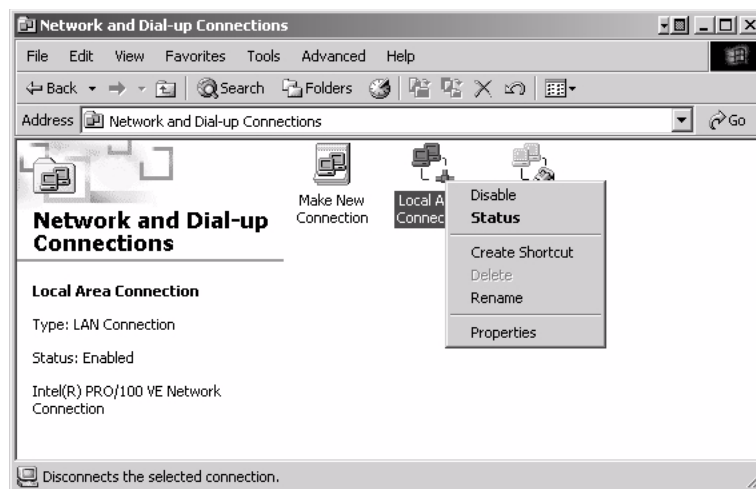 Network and Dial-up Connections
File Edit View Favorites Tools Advanced Help
Back Search Folders
Address Network and Dial-up Connections Go
Network and Dial-up
Connections
Local Area Connection
Type: LAN Connection
Status: Enabled
Intel(R) PRO/100 VE Network
Connection
Make New
Connection
Local A
Connec
Disable
Status
Create Shortcut
Delete
Rename
Properties
Disconnects the selected connection.